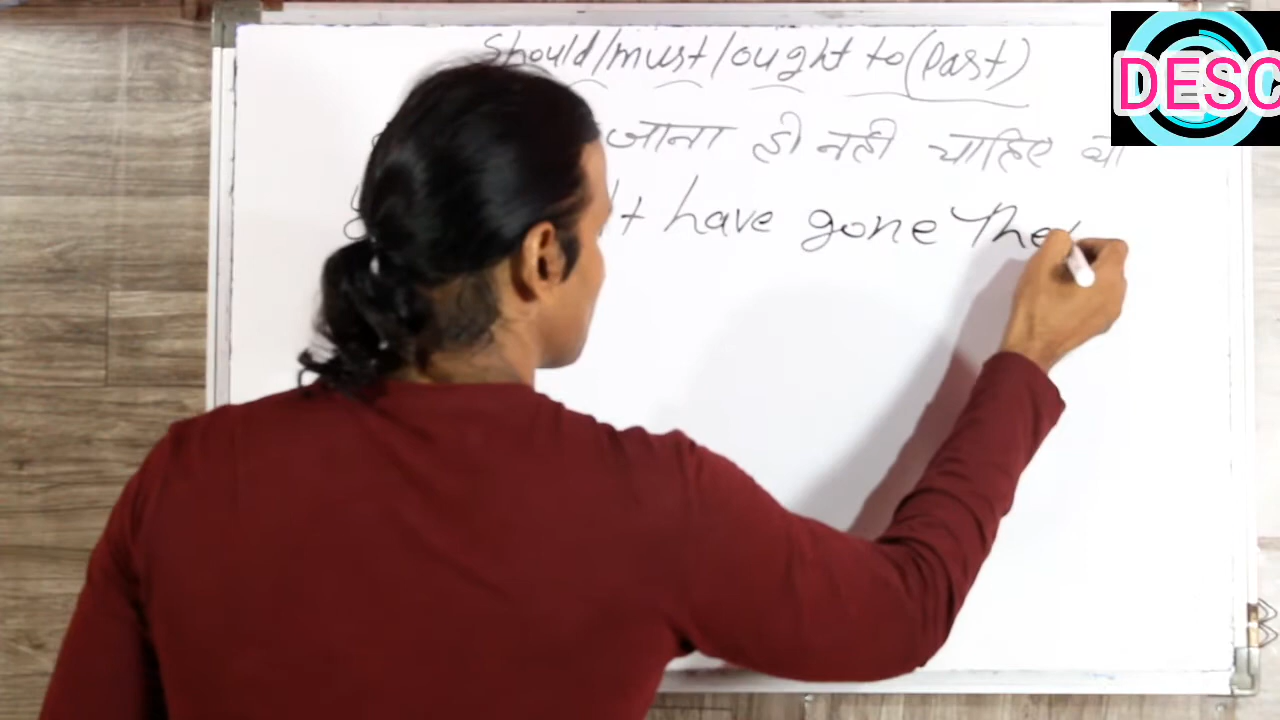 Should/must/ought to (Past)
DESC
जाना ही नही चाहिए था
have gone The